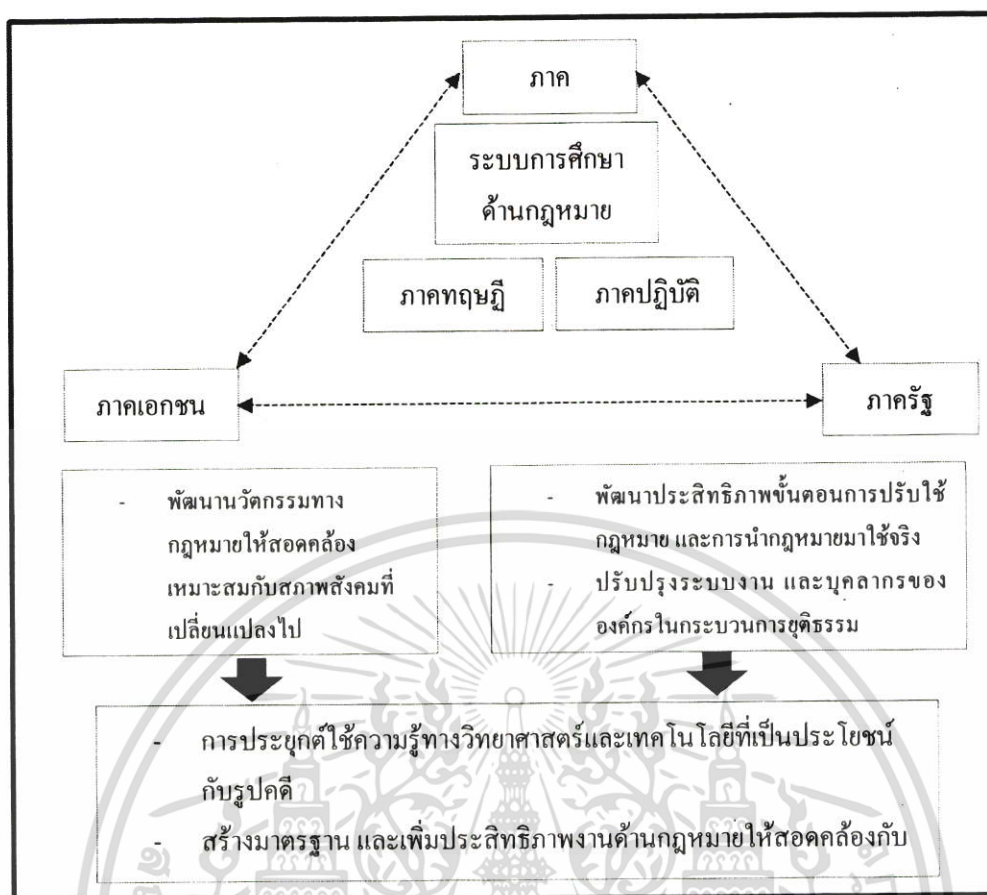 ภาค
ระบบการศึกษา
ด้านกฎหมาย
ภาคทฤษฎี
ภาคปฏิบัติ
ภาคเอกชน
ภาครัฐ
- พัฒนานวัตกรรมทาง
กฎหมายให้สอดคล้อง
เหมาะสมกับสภาพสังคมที่
เปลี่ยนแปลงไป
- พัฒนาประสิทธิภาพขั้นตอนการปรับใช้
กฎหมาย และการนำกฎหมายมาใช้จริง
- ปรับปรุงระบบงาน และบุคลากรของ
องค์กรในกระบวนการยุติธรรม
- การประยุกต์ใช้ความรู้ทางวิทยาศาสตร์และเทคโนโลยีที่เป็นประโยชน์
กับรูปคดี
- สร้างมาตรฐาน และเพิ่มประสิทธิภาพงานด้านกฎหมายให้สอดคล้องกับ